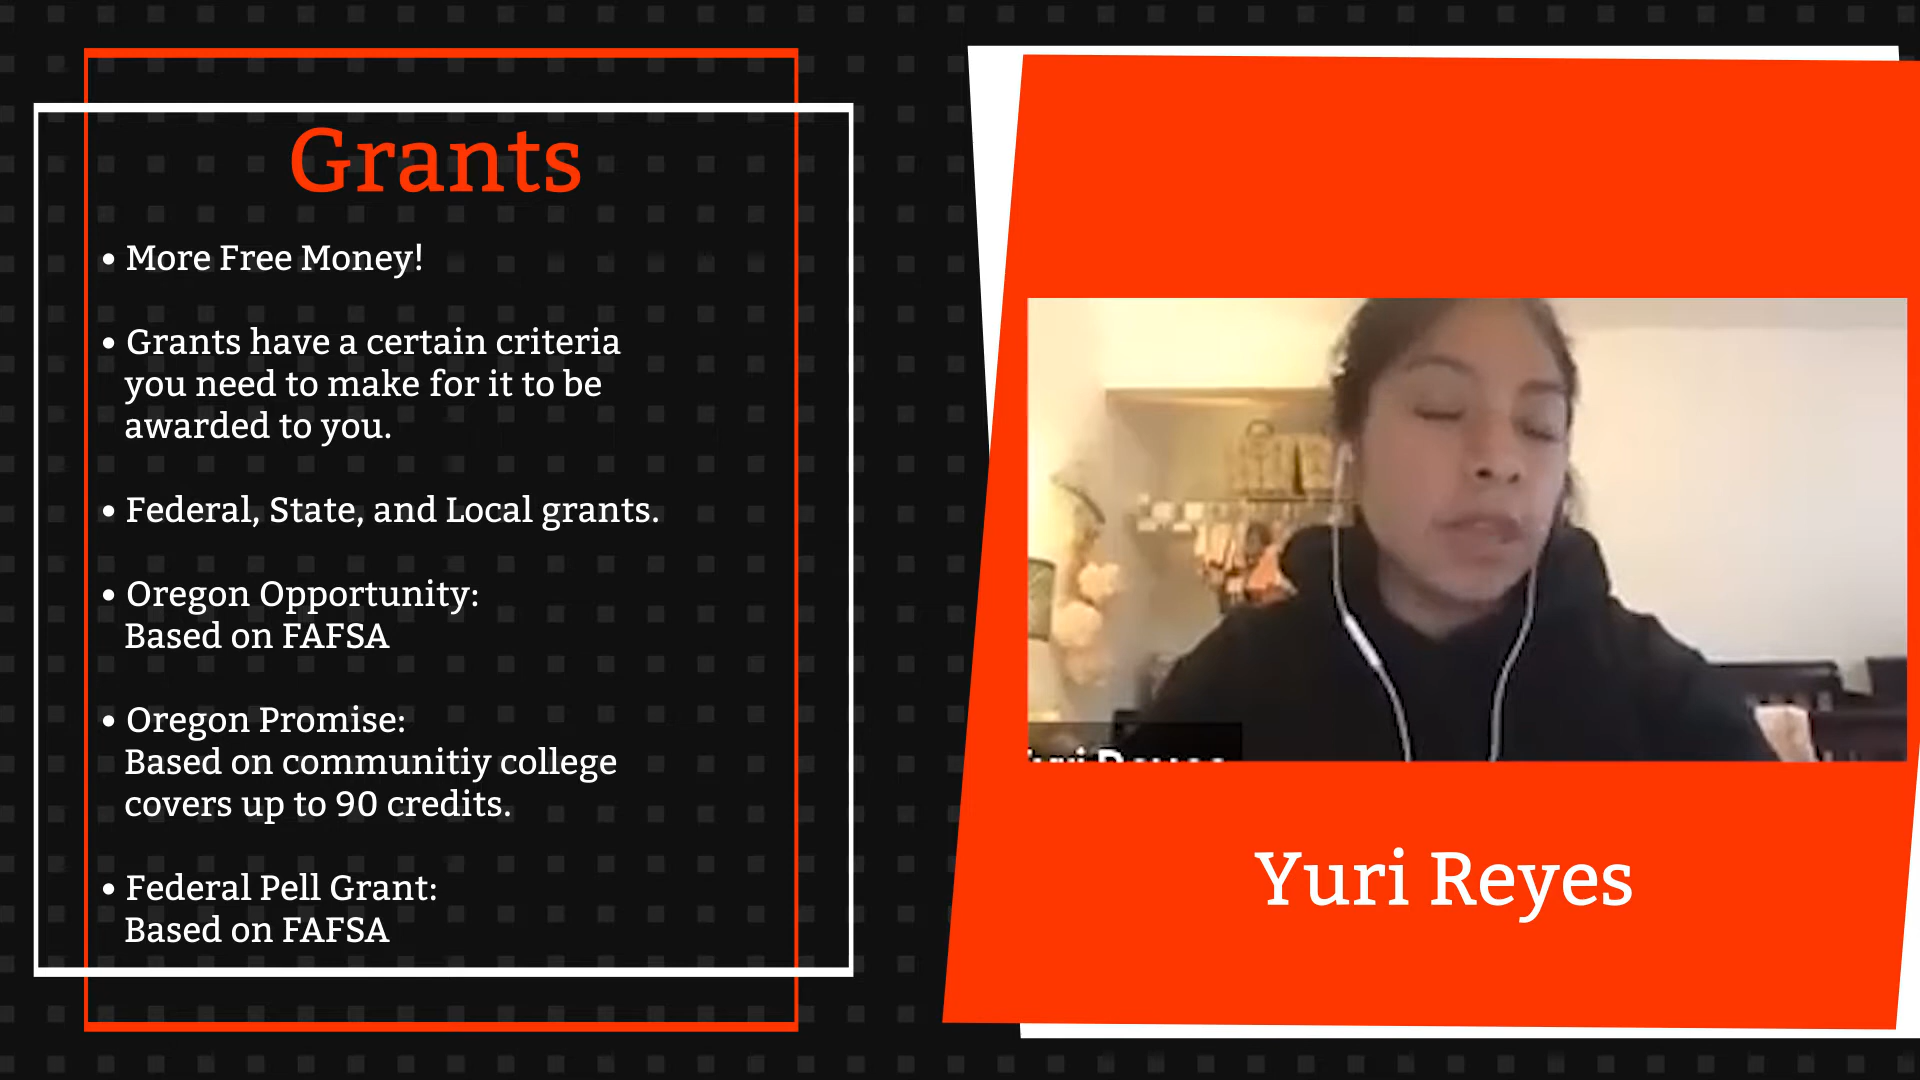 Grants
• More Free Money!
• Grants have a certain criteria
you need to make for it to be
awarded to you.
• Federal, State, and Local grants.
• Oregon Opportunity:
Based on FAFSA
• Oregon Promise:
Based on communitiy college
covers up to 90 credits.
• Federal Pell Grant:
Based on FAFSA
Yuri Reyes